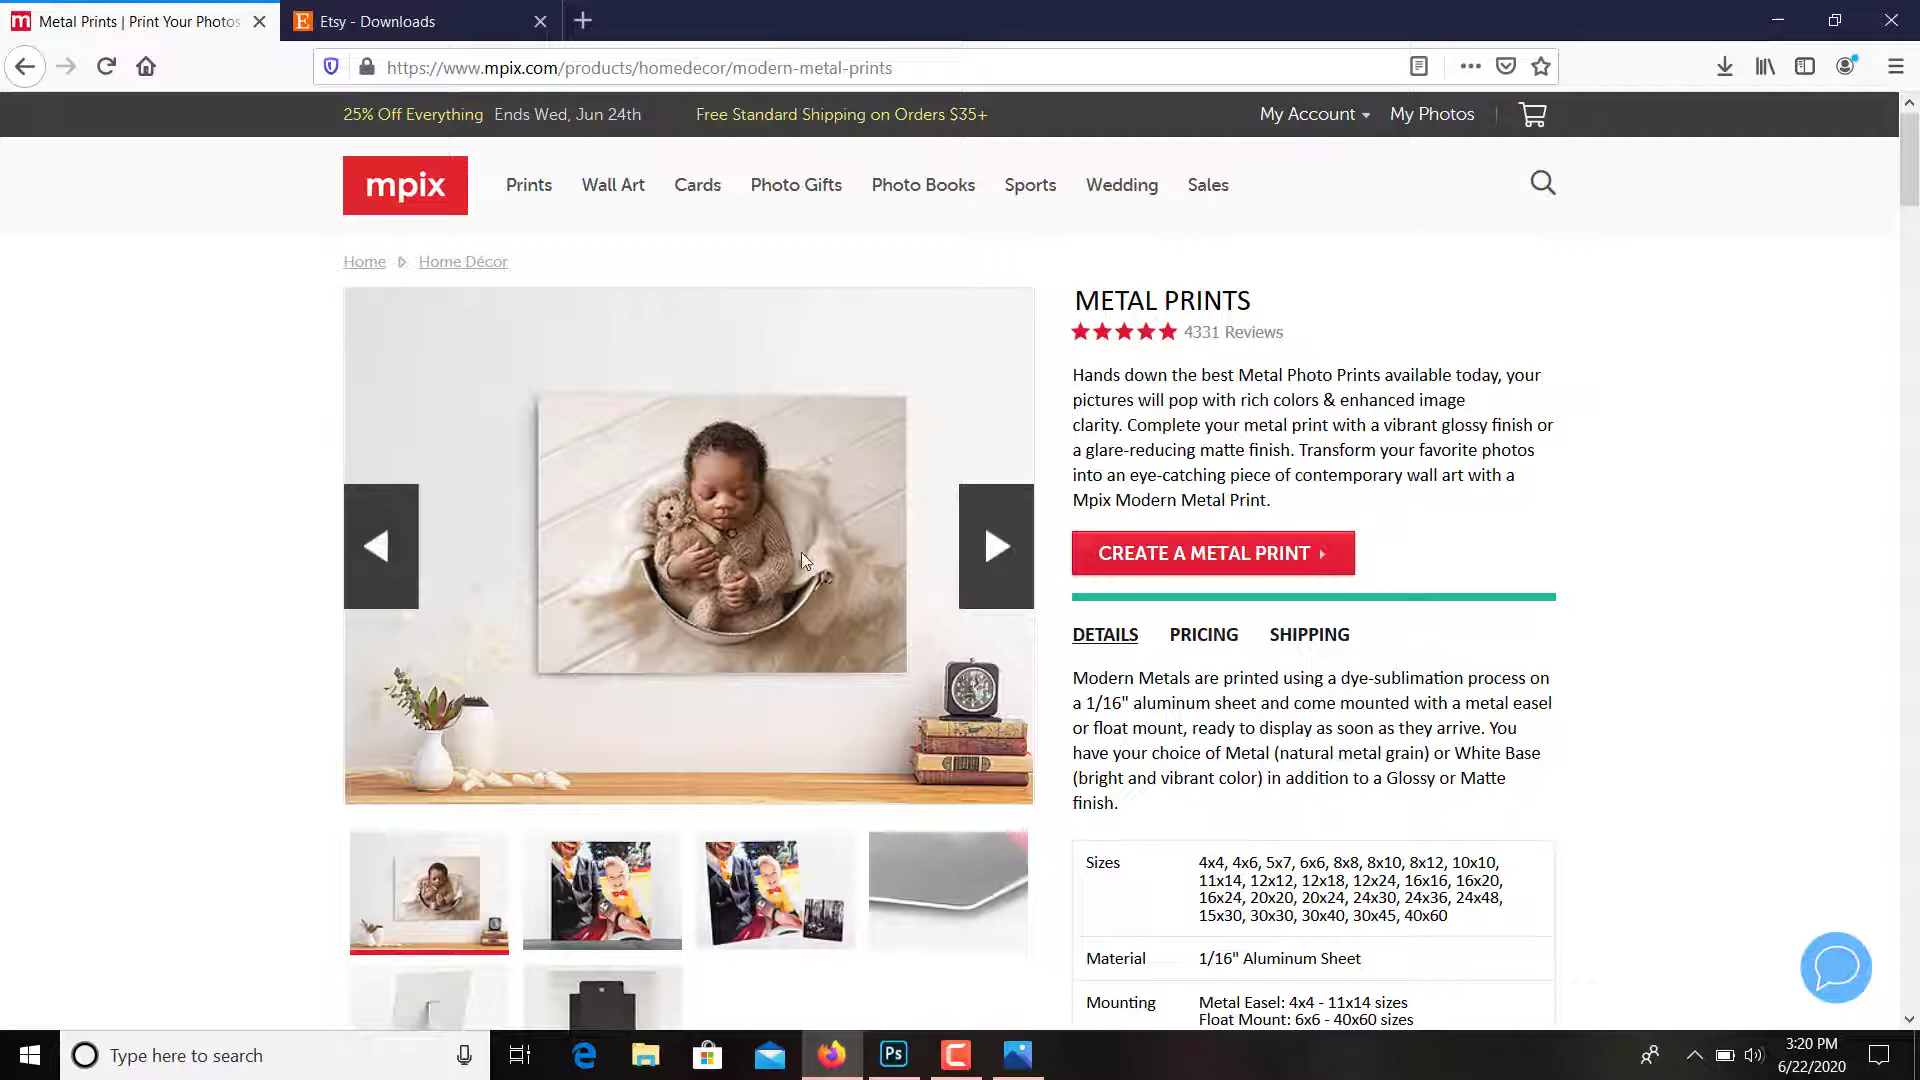 Metal Prints | Print Your Photos
Etsy - Downloads
https://www.mpix.com/products/homedecor/modern-metal-prints
25% Off Everything Ends Wed, Jun 24th Free Standard Shipping on Orders $35+ My Account My Photos
mpix Prints Wall Art Cards Photo Gifts Photo Books Sports Wedding Sales
Home Home Décor
METAL PRINTS
4331 Reviews
Hands down the best Metal Photo Prints available today, your
pictures will pop with rich colors & enhanced image
clarity. Complete your metal print with a vibrant glossy finish or
a glare-reducing matte finish. Transform your favorite photos
into an eye-catching piece of contemporary wall art with a
Mpix Modern Metal Print.
CREATE A METAL PRINT
DETAILS PRICING SHIPPING
Modern Metals are printed using a dye-sublimation process on
a 1/16" aluminum sheet and come mounted with a metal easel
or float mount, ready to display as soon as they arrive. You
have your choice of Metal (natural metal grain) or White Base
(bright and vibrant color) in addition to a Glossy or Matte
finish.
Sizes 4x4, 4x6, 5x7, 6x6, 8x8, 8x10, 8x12, 10x10,
11x14, 12x12, 12x18, 12x24, 16x16, 16x20,
16x24, 20x20, 20x24, 24x30, 24x36, 24x48,
15x30, 30x30, 30x40, 30x45, 40x60
Material 1/16" Aluminum Sheet
Mounting Metal Easel: 4x4 - 11x14 sizes
Float Mount: 6x6 - 40x60 sizes
Type here to search
Ps
3:20 PM
6/22/2020